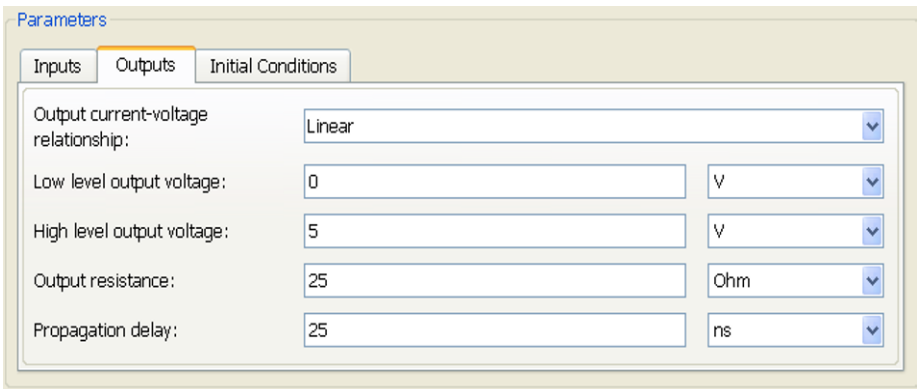 Parameters
Inputs Outputs Initial Conditions
Output current-voltage
relationship:
Linear
Low level output voltage: 0 V
High level output voltage: 5 V
Output resistance: 25 Ohm
Propagation delay: 25 ns